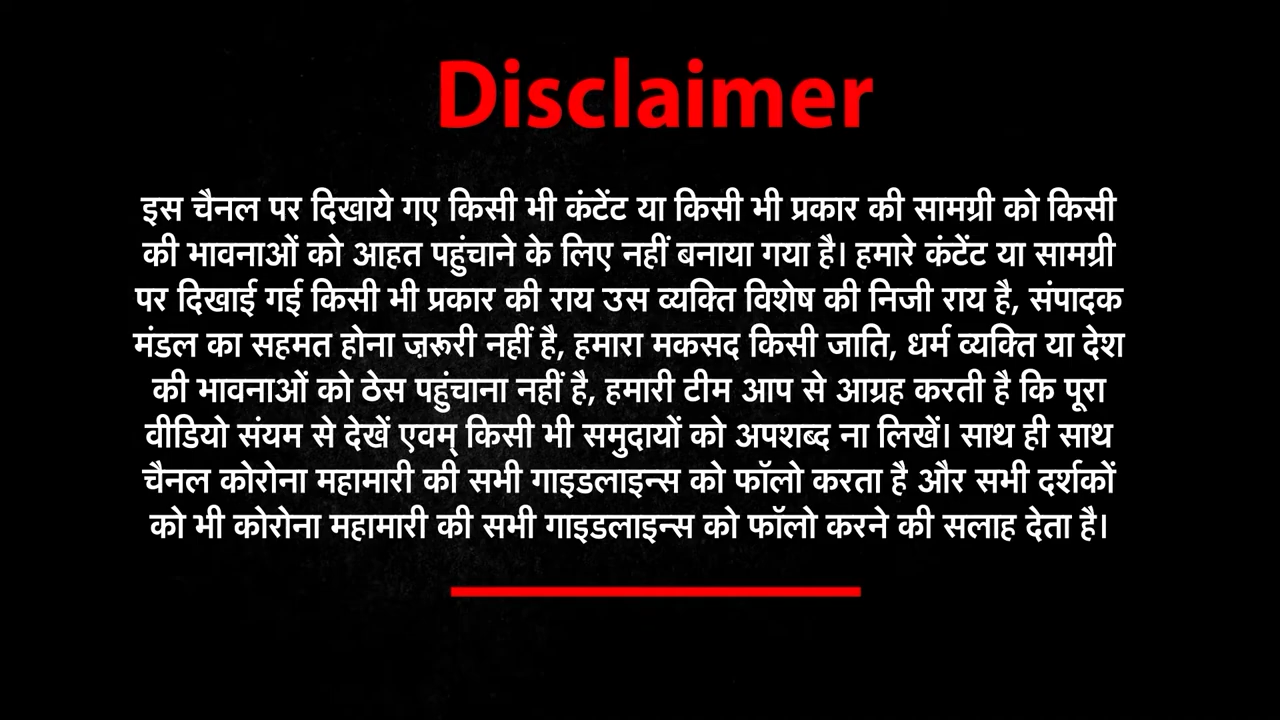 Disclaimer
इस चैनल पर दिखाये गए किसी भी कंटेंट या किसी भी प्रकार की सामग्री को किसी
की भावनाओं को आहत पहुंचाने के लिए नहीं बनाया गया है। हमारे कंटेंट या सामग्री
पर दिखाई गई किसी भी प्रकार की राय उस व्यक्ति विशेष की निजी राय है, संपादक
मंडल का सहमत होना ज़रूरी नहीं है, हमारा मकसद किसी जाति, धर्म व्यक्ति या देश
की भावनाओं को ठेस पहुंचाना नहीं है, हमारी टीम आप से आग्रह करती है कि पूरा
वीडियो संयम से देखें एवम् किसी भी समुदायों को अपशब्द ना लिखें। साथ ही साथ
चैनल कोरोना महामारी की सभी गाइडलाइन्स को फॉलो करता है और सभी दर्शकों
को भी कोरोना महामारी की सभी गाइडलाइन्स को फॉलो करने की सलाह देता है।